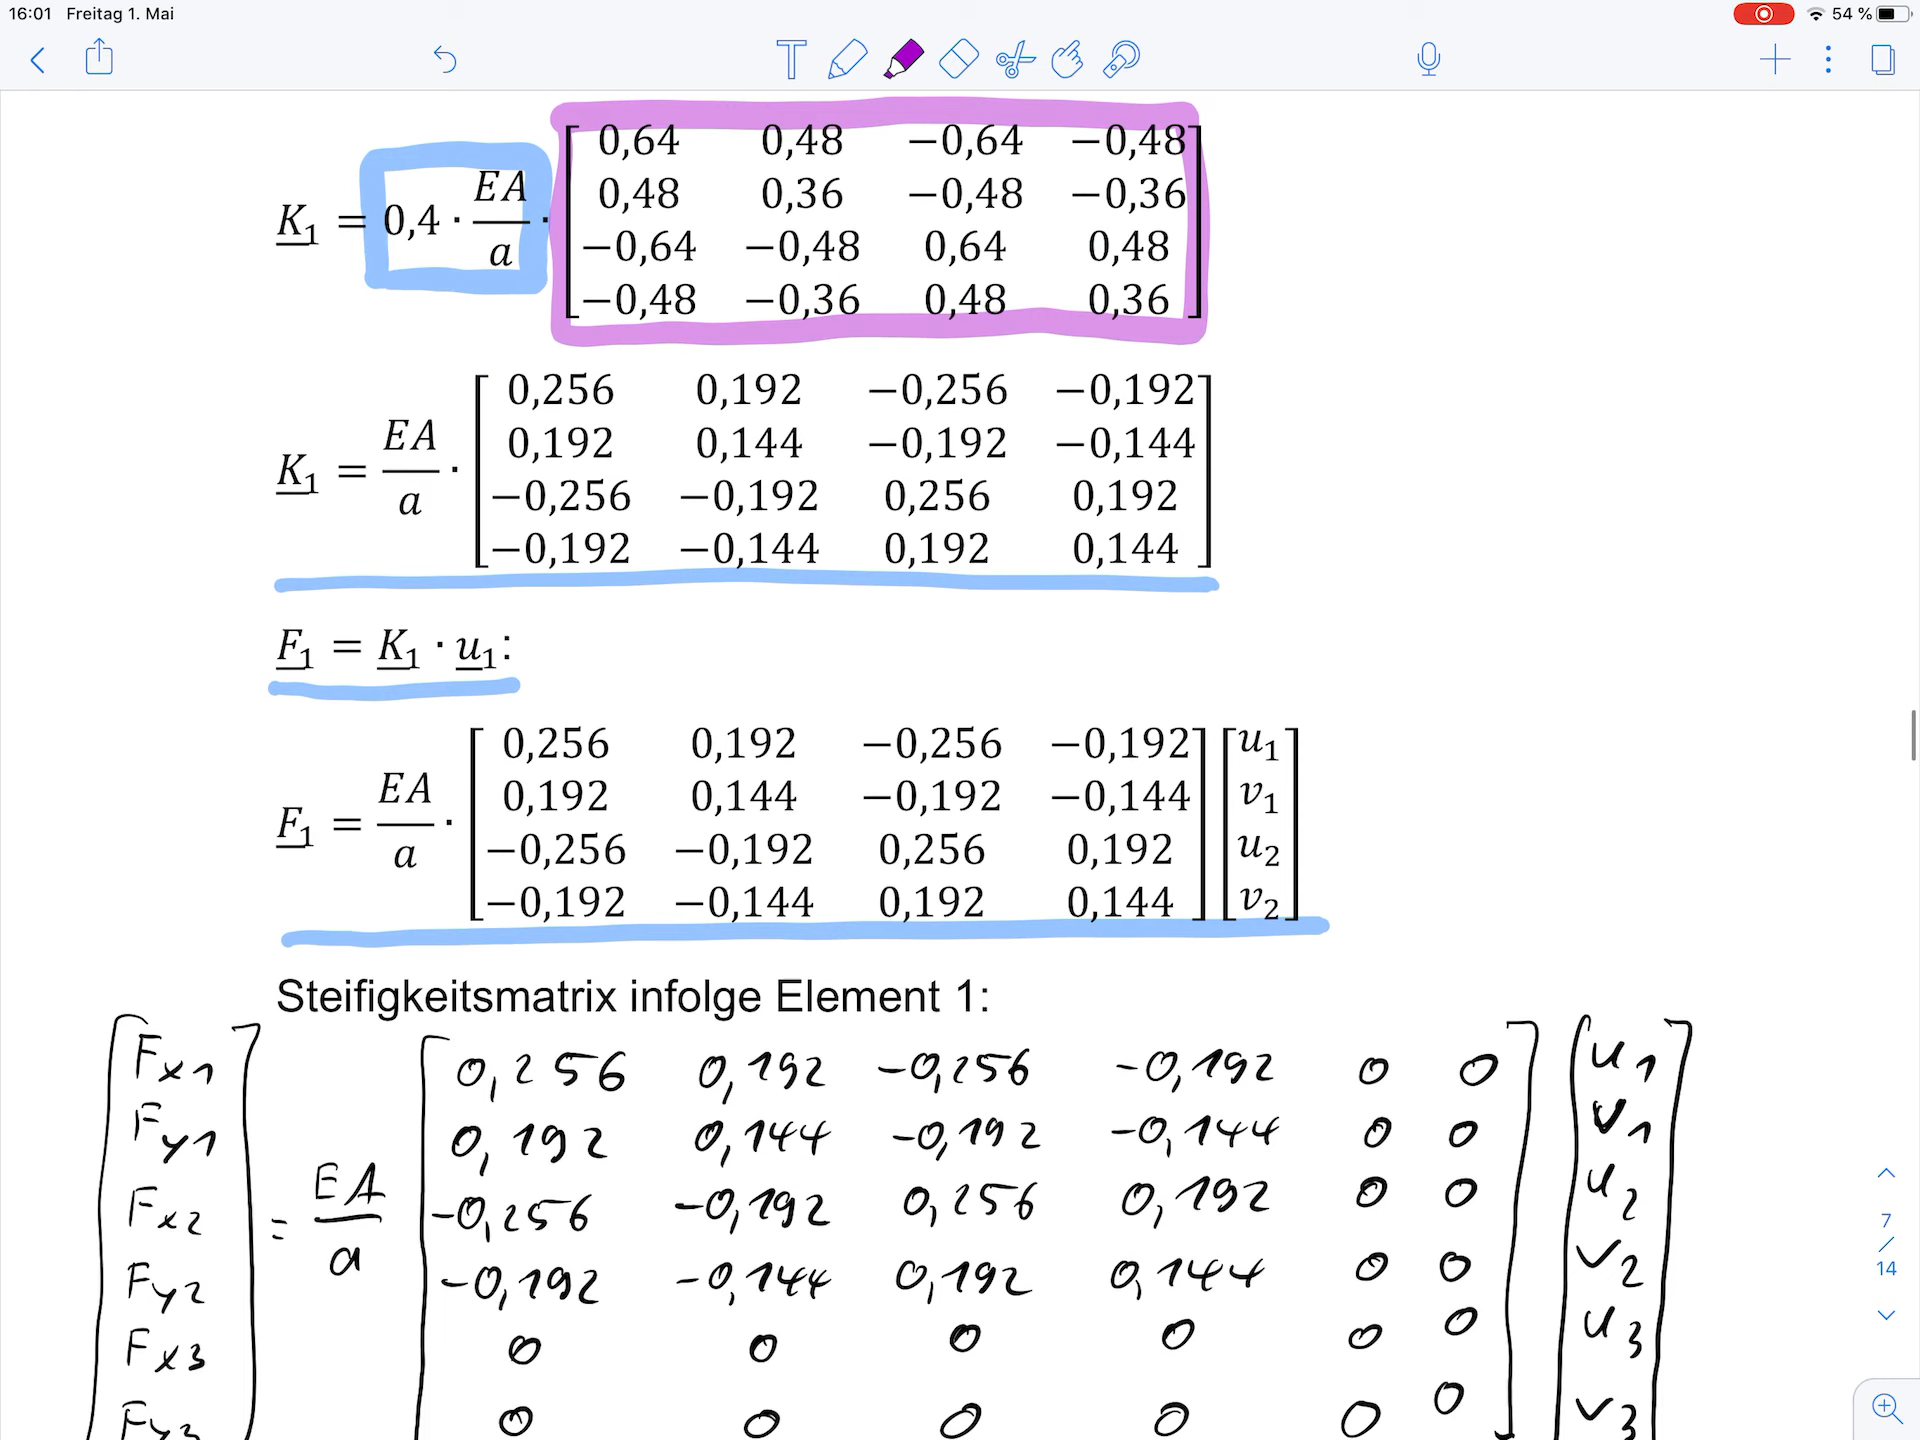 16:01 Freitag 1. Mai 54 %
K₁ = 0,4 · EA/a ·
0,64 0,48 −0,64 −0,48
0,48 0,36 −0,48 −0,36
−0,64 −0,48 0,64 0,48
−0,48 −0,36 0,48 0,36
K₁ = EA/a ·
0,256 0,192 −0,256 −0,192
0,192 0,144 −0,192 −0,144
−0,256 −0,192 0,256 0,192
−0,192 −0,144 0,192 0,144
F₁ = K₁ · u₁:
F₁ = EA/a ·
0,256 0,192 −0,256 −0,192 u₁
0,192 0,144 −0,192 −0,144 v₁
−0,256 −0,192 0,256 0,192 u₂
−0,192 −0,144 0,192 0,144 v₂
Steifigkeitsmatrix infolge Element 1:
Fx1 0,256 0,192 -0,256 -0,192 0 0 u1
Fy1 0,192 0,144 -0,192 -0,144 0 0 v1
Fx2 = EA/a -0,256 -0,192 0,256 0,192 0 0 u2
Fy2 -0,192 -0,144 0,192 0,144 0 0 v2
Fx3 0 0 0 0 0 0 u3
Fy3 0 0 0 0 0 0 v3
7
/
14